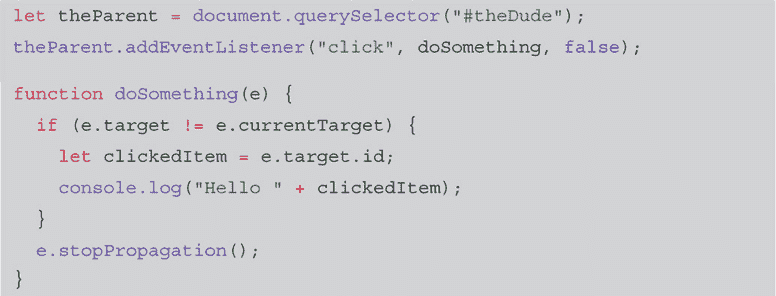 let theParent = document.querySelector("#theDude");
theParent.addEventListener("click", doSomething, false);
function doSomething(e) {
if (e.target != e.currentTarget) {
let clickedItem = e.target.id;
console.log("Hello " + clickedItem);
}
e.stopPropagation();
}